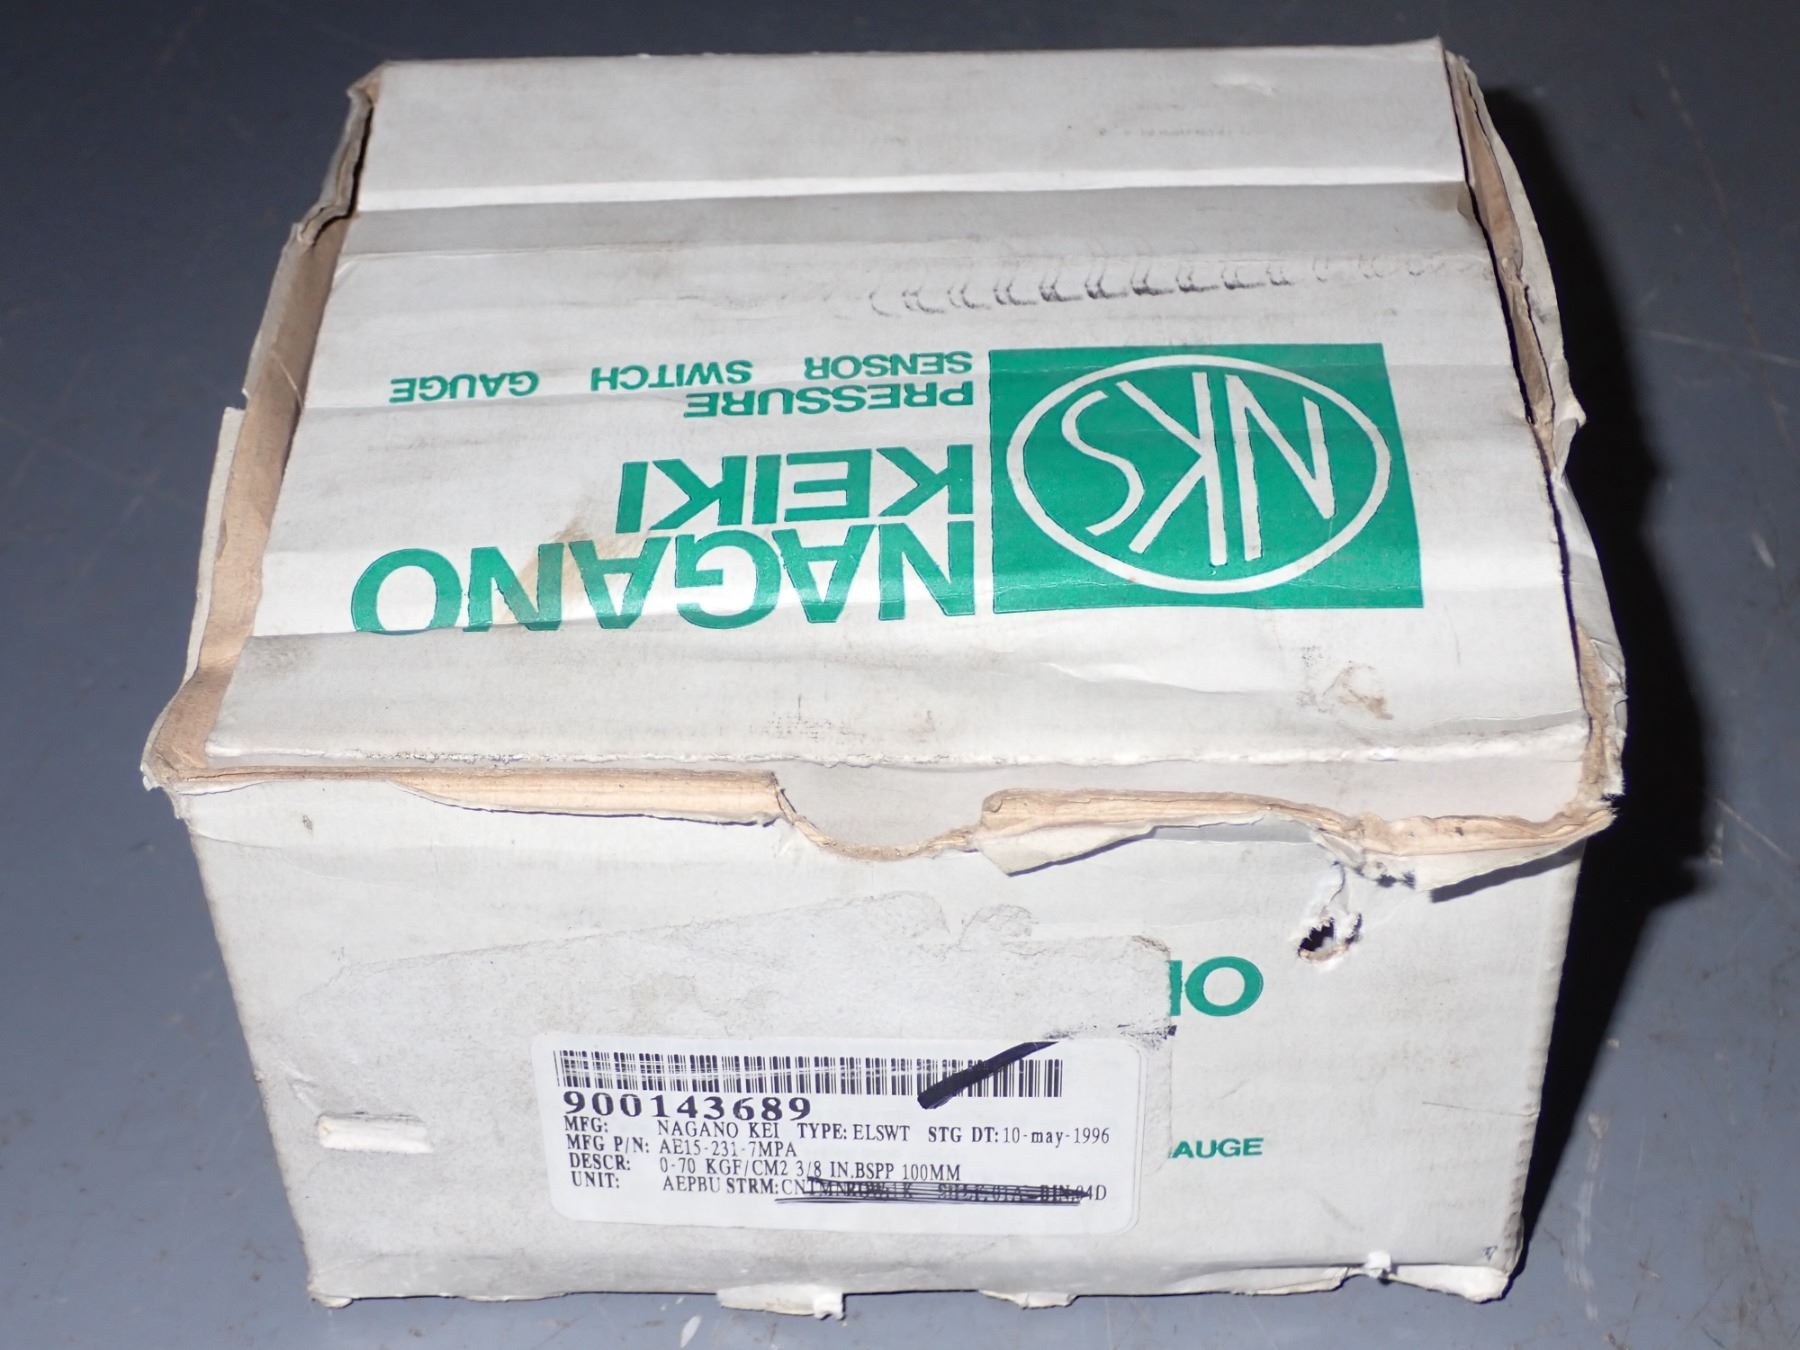 NKS
NAGANO
KEIKI
PRESSURE
SENSOR SWITCH GAUGE
AUGE
900143689
MFG: NAGANO KEI TYPE: ELSWT STG DT: 10-may-1996
MFG P/N: AE15-231-7MPA
DESCR: 0-70 KGF/CM2 3/8 IN.BSPP 100MM
UNIT: AEPBU STRM: